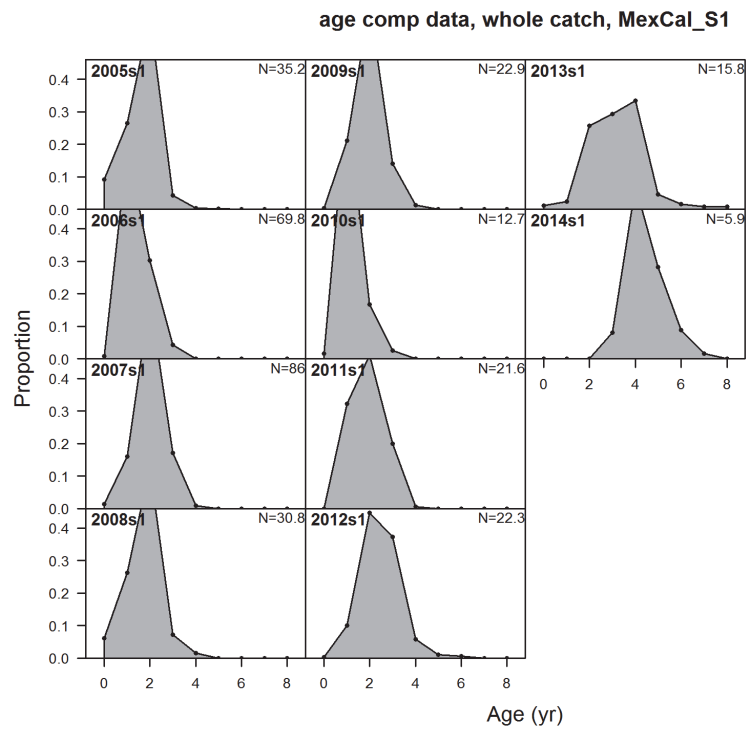 age comp data, whole catch, MexCal_S1
2005s1 N=35.2 2009s1 N=22.9 2013s1 N=15.8
0.4
0.3
0.2
0.1
0.0
2006s1 N=69.8 2010s1 N=12.7 2014s1 N=5.9
0.4
0.3
0.2
0.1
0.0
0 2 4 6 8
2007s1 N=86 2011s1 N=21.6
0.4
0.3
0.2
0.1
0.0
2008s1 N=30.8 2012s1 N=22.3
0.4
0.3
0.2
0.1
0.0
0 2 4 6 8 0 2 4 6 8
Proportion
Age (yr)